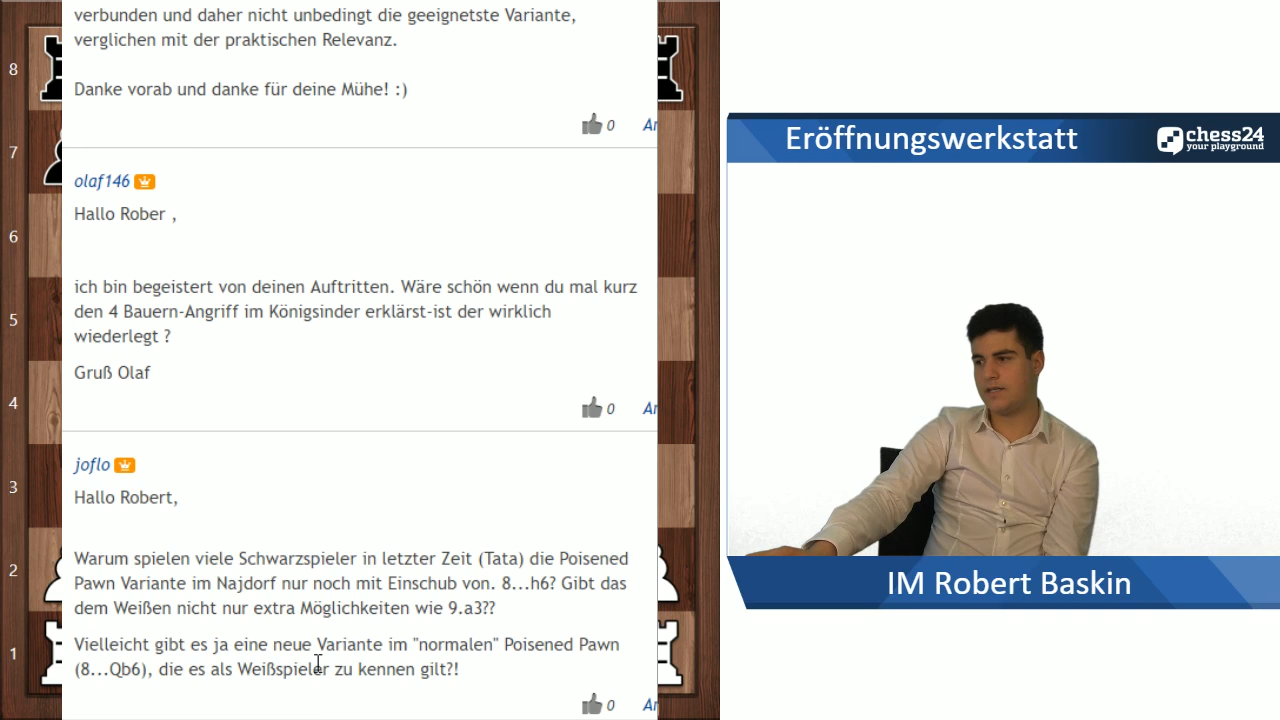 verbunden und daher nicht unbedingt die geeignetste Variante,
verglichen mit der praktischen Relevanz.
Danke vorab und danke für deine Mühe! :)
0 Ar
olaf146
Hallo Rober ,
ich bin begeistert von deinen Auftritten. Wäre schön wenn du mal kurz
den 4 Bauern-Angriff im Königsinder erklärst-ist der wirklich
wiederlegt ?
Gruß Olaf
0 Ar
joflo
Hallo Robert,
Warum spielen viele Schwarzspieler in letzter Zeit (Tata) die Poisened
Pawn Variante im Najdorf nur noch mit Einschub von. 8...h6? Gibt das
dem Weißen nicht nur extra Möglichkeiten wie 9.a3??
Vielleicht gibt es ja eine neue Variante im "normalen" Poisened Pawn
(8...Qb6), die es als Weißspieler zu kennen gilt?!
0 Ar
8
7
6
5
4
3
2
1
Eröffnungswerkstatt
chess24
your playground
IM Robert Baskin